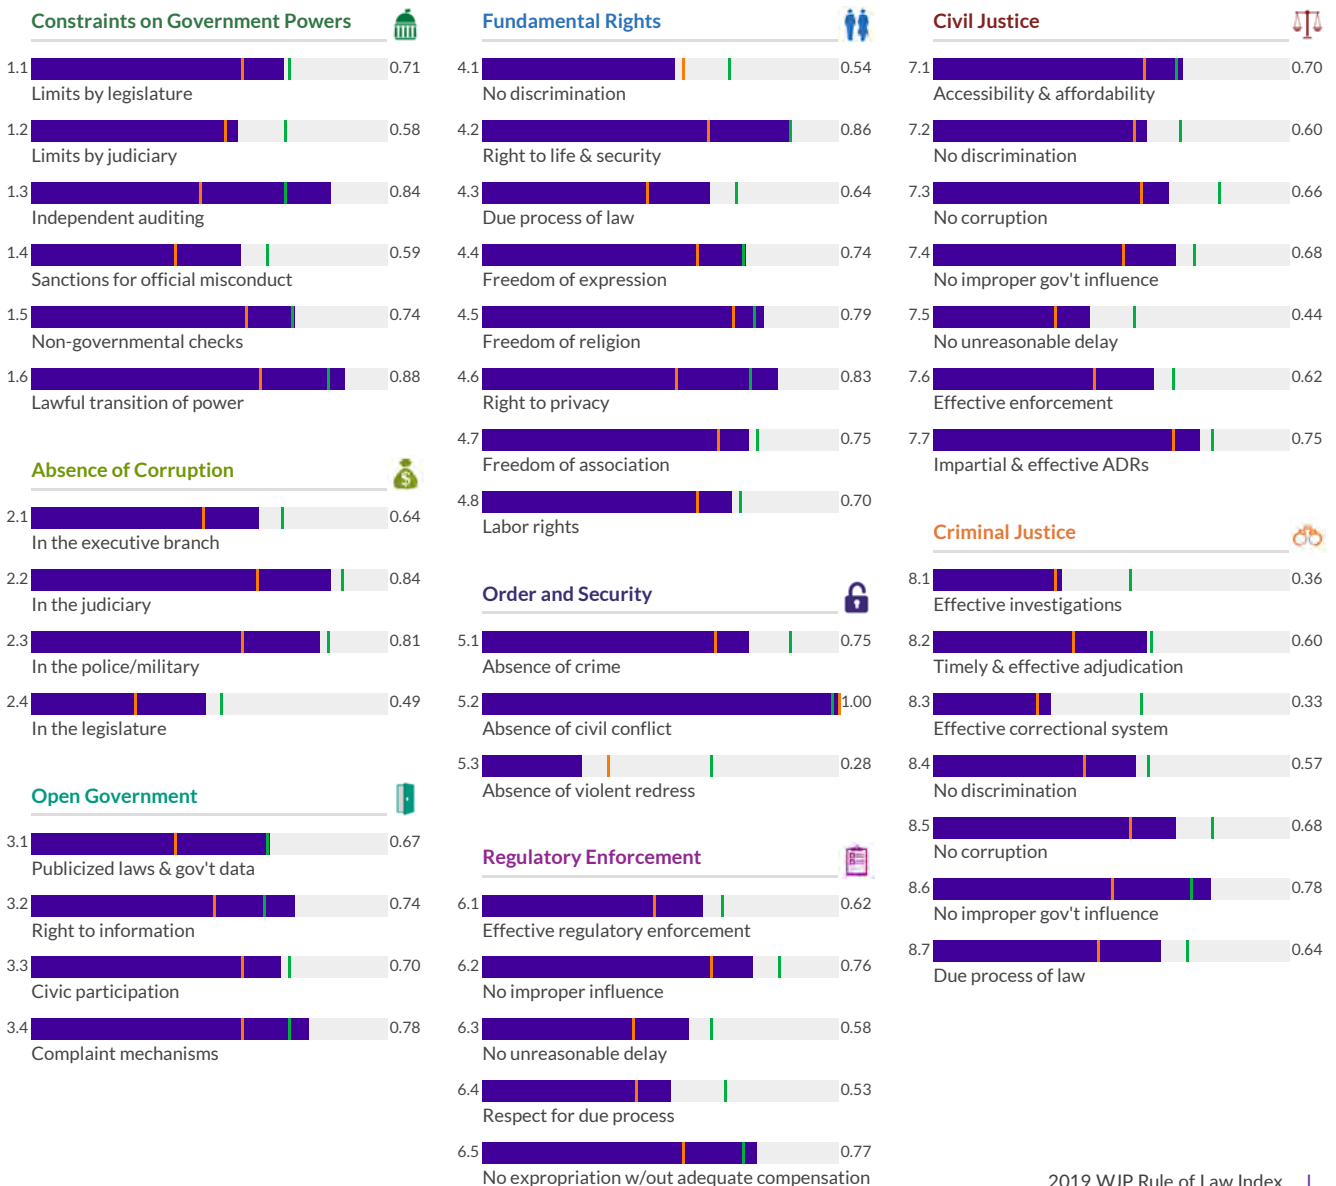 Constraints on Government Powers
1.1 0.71
Limits by legislature
1.2 0.58
Limits by judiciary
1.3 0.84
Independent auditing
1.4 0.59
Sanctions for official misconduct
1.5 0.74
Non-governmental checks
1.6 0.88
Lawful transition of power
Absence of Corruption
2.1 0.64
In the executive branch
2.2 0.84
In the judiciary
2.3 0.81
In the police/military
2.4 0.49
In the legislature
Open Government
3.1 0.67
Publicized laws & gov't data
3.2 0.74
Right to information
3.3 0.70
Civic participation
3.4 0.78
Complaint mechanisms
Fundamental Rights
4.1 0.54
No discrimination
4.2 0.86
Right to life & security
4.3 0.64
Due process of law
4.4 0.74
Freedom of expression
4.5 0.79
Freedom of religion
4.6 0.83
Right to privacy
4.7 0.75
Freedom of association
4.8 0.70
Labor rights
Order and Security
5.1 0.75
Absence of crime
5.2 1.00
Absence of civil conflict
5.3 0.28
Absence of violent redress
Regulatory Enforcement
6.1 0.62
Effective regulatory enforcement
6.2 0.76
No improper influence
6.3 0.58
No unreasonable delay
6.4 0.53
Respect for due process
6.5 0.77
No expropriation w/out adequate compensation
Civil Justice
7.1 0.70
Accessibility & affordability
7.2 0.60
No discrimination
7.3 0.66
No corruption
7.4 0.68
No improper gov't influence
7.5 0.44
No unreasonable delay
7.6 0.62
Effective enforcement
7.7 0.75
Impartial & effective ADRs
Criminal Justice
8.1 0.36
Effective investigations
8.2 0.60
Timely & effective adjudication
8.3 0.33
Effective correctional system
8.4 0.57
No discrimination
8.5 0.68
No corruption
8.6 0.78
No improper gov't influence
8.7 0.64
Due process of law
2019 WJP Rule of Law Index |